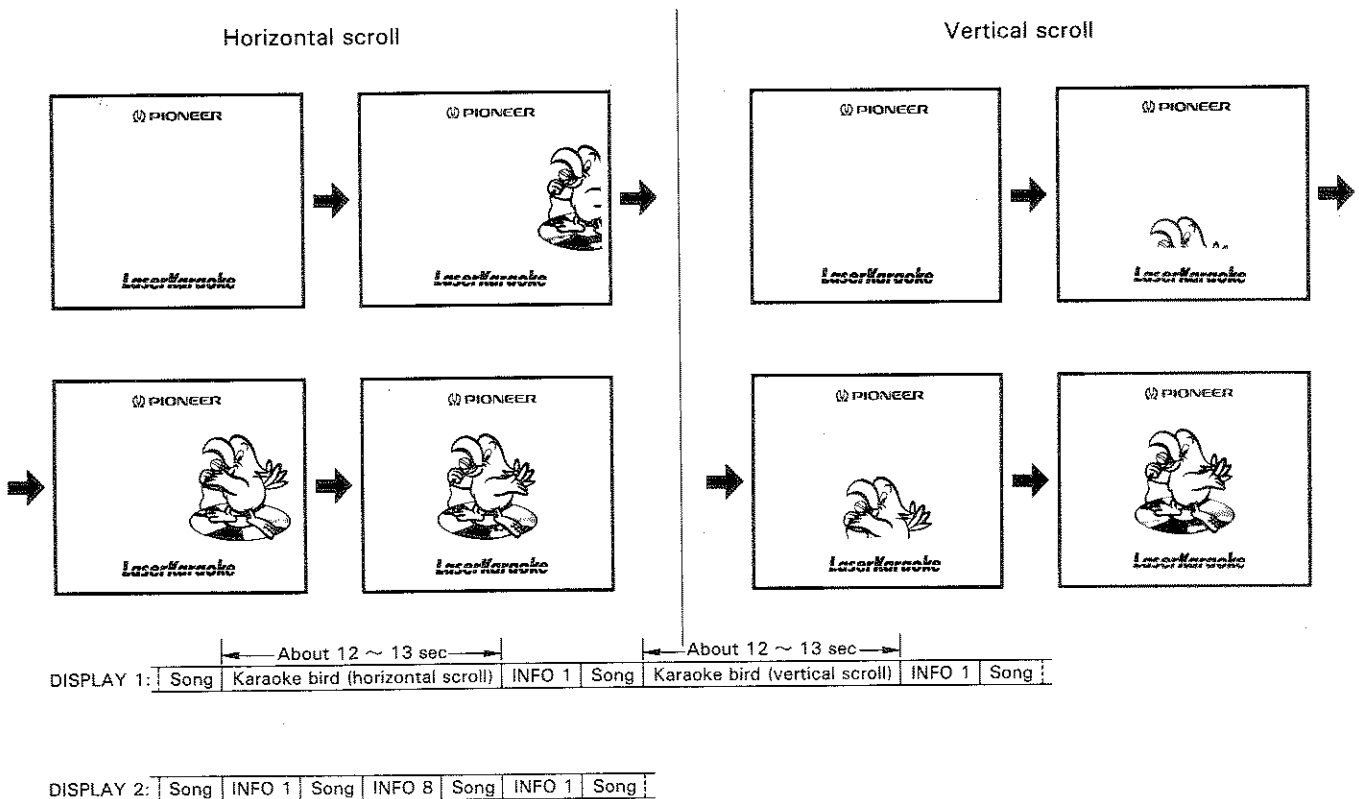 Horizontal scroll
Vertical scroll
PIONEER
PIONEER
PIONEER
PIONEER
LaserKaraoke
LaserKaraoke
LaserKaraoke
LaserKaraoke
PIONEER
PIONEER
PIONEER
PIONEER
LaserKaraoke
LaserKaraoke
LaserKaraoke
LaserKaraoke
About 12 ~ 13 sec
About 12 ~ 13 sec
DISPLAY 1: Song Karaoke bird (horizontal scroll) INFO 1 Song Karaoke bird (vertical scroll) INFO 1 Song
DISPLAY 2: Song INFO 1 Song INFO 8 Song INFO 1 Song